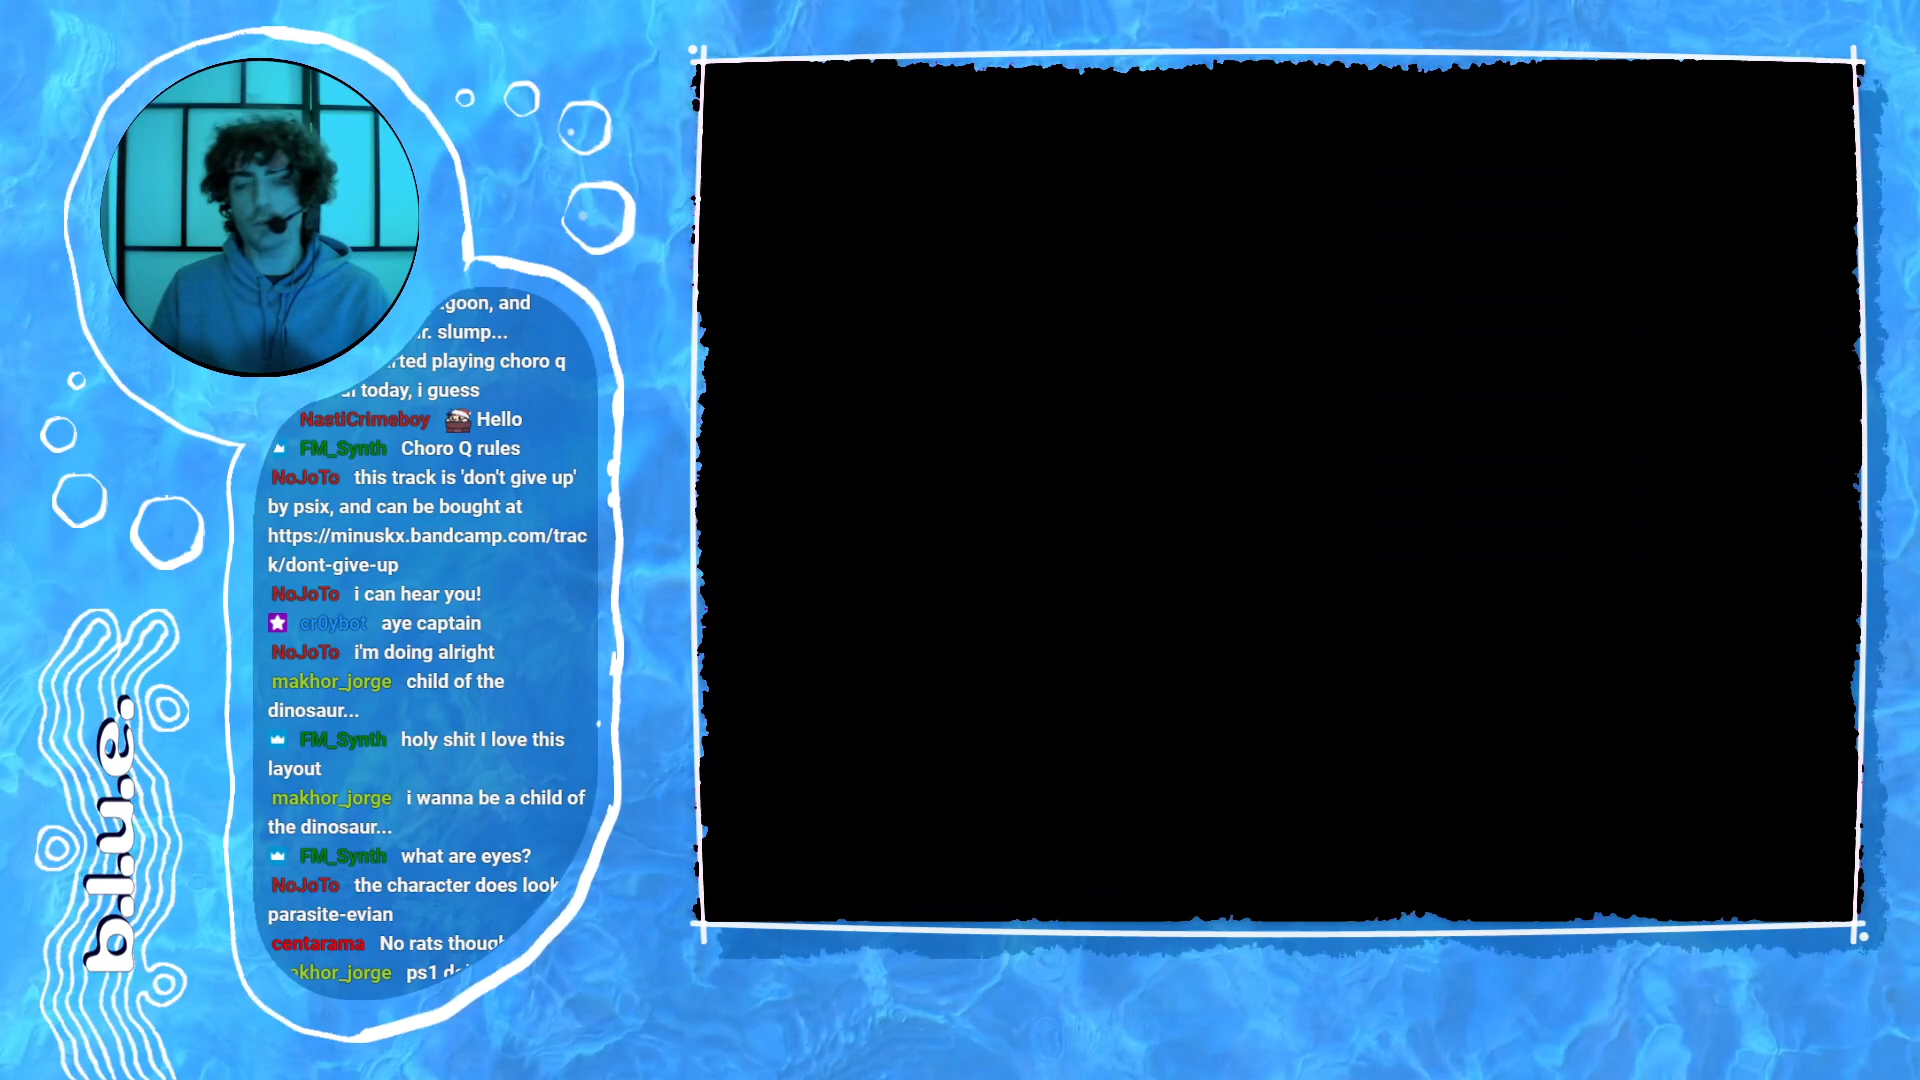 goon, and
r. slump...
rted playing choro q
today, i guess
NastiCrimeboy Hello
FM_Synth Choro Q rules
NoJoTo this track is 'don't give up'
by psix, and can be bought at
https://minuskx.bandcamp.com/trac
k/dont-give-up
NoJoTo i can hear you!
cr0ybot aye captain
NoJoTo i'm doing alright
makhor_jorge child of the
dinosaur...
FM_Synth holy shit I love this
layout
makhor_jorge i wanna be a child of
the dinosaur...
FM_Synth what are eyes?
NoJoTo the character does look
parasite-evian
centarama No rats though
makhor_jorge ps1
b.l.u.e.